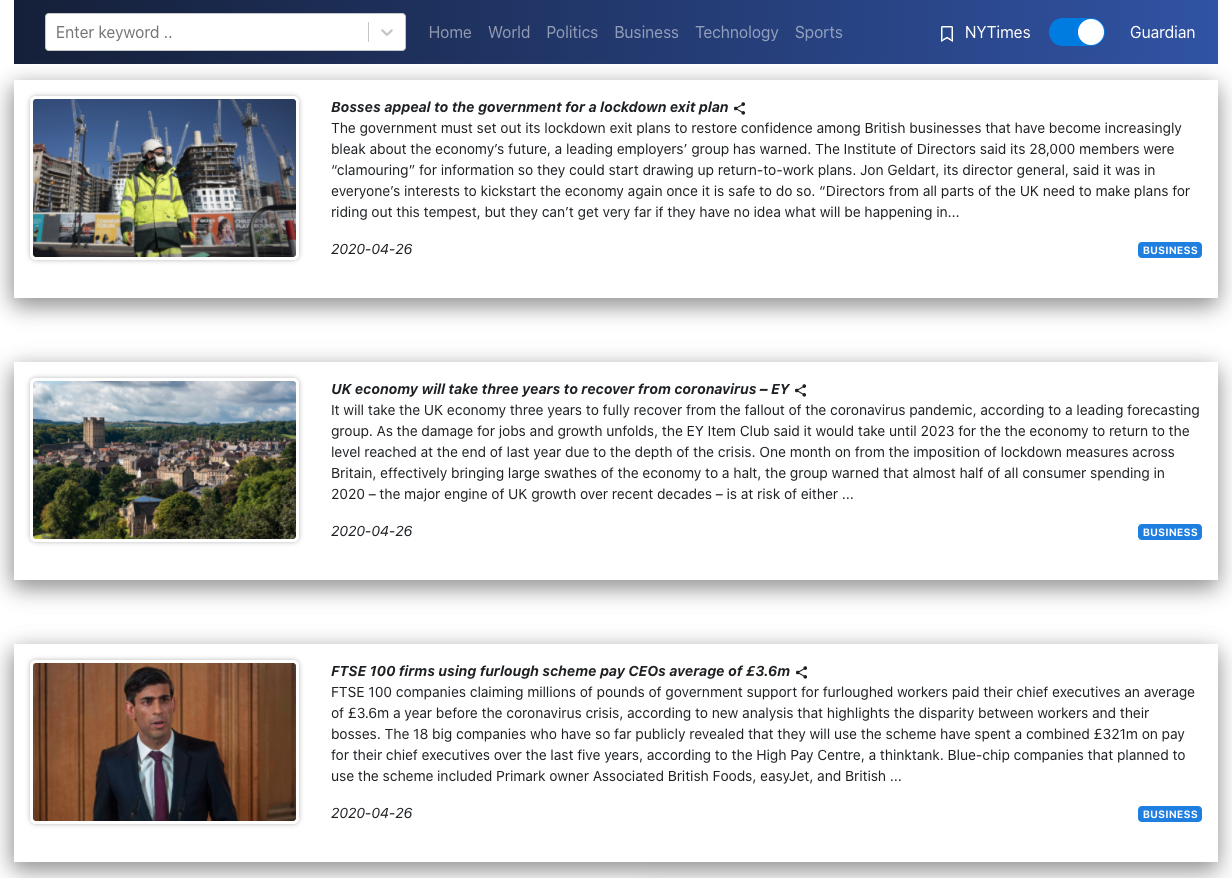 Enter keyword ..
Home World Politics Business Technology Sports
NYTimes
Guardian
Bosses appeal to the government for a lockdown exit plan
The government must set out its lockdown exit plans to restore confidence among British businesses that have become increasingly
bleak about the economy’s future, a leading employers’ group has warned. The Institute of Directors said its 28,000 members were
“clamouring” for information so they could start drawing up return-to-work plans. Jon Geldart, its director general, said it was in
everyone’s interests to kickstart the economy again once it is safe to do so. “Directors from all parts of the UK need to make plans for
riding out this tempest, but they can’t get very far if they have no idea what will be happening in...
2020-04-26
BUSINESS
UK economy will take three years to recover from coronavirus – EY
It will take the UK economy three years to fully recover from the fallout of the coronavirus pandemic, according to a leading forecasting
group. As the damage for jobs and growth unfolds, the EY Item Club said it would take until 2023 for the the economy to return to the
level reached at the end of last year due to the depth of the crisis. One month on from the imposition of lockdown measures across
Britain, effectively bringing large swathes of the economy to a halt, the group warned that almost half of all consumer spending in
2020 – the major engine of UK growth over recent decades – is at risk of either ...
2020-04-26
BUSINESS
FTSE 100 firms using furlough scheme pay CEOs average of £3.6m
FTSE 100 companies claiming millions of pounds of government support for furloughed workers paid their chief executives an average
of £3.6m a year before the coronavirus crisis, according to new analysis that highlights the disparity between workers and their
bosses. The 18 big companies who have so far publicly revealed that they will use the scheme have spent a combined £321m on pay
for their chief executives over the last five years, according to the High Pay Centre, a thinktank. Blue-chip companies that planned to
use the scheme included Primark owner Associated British Foods, easyJet, and British ...
2020-04-26
BUSINESS